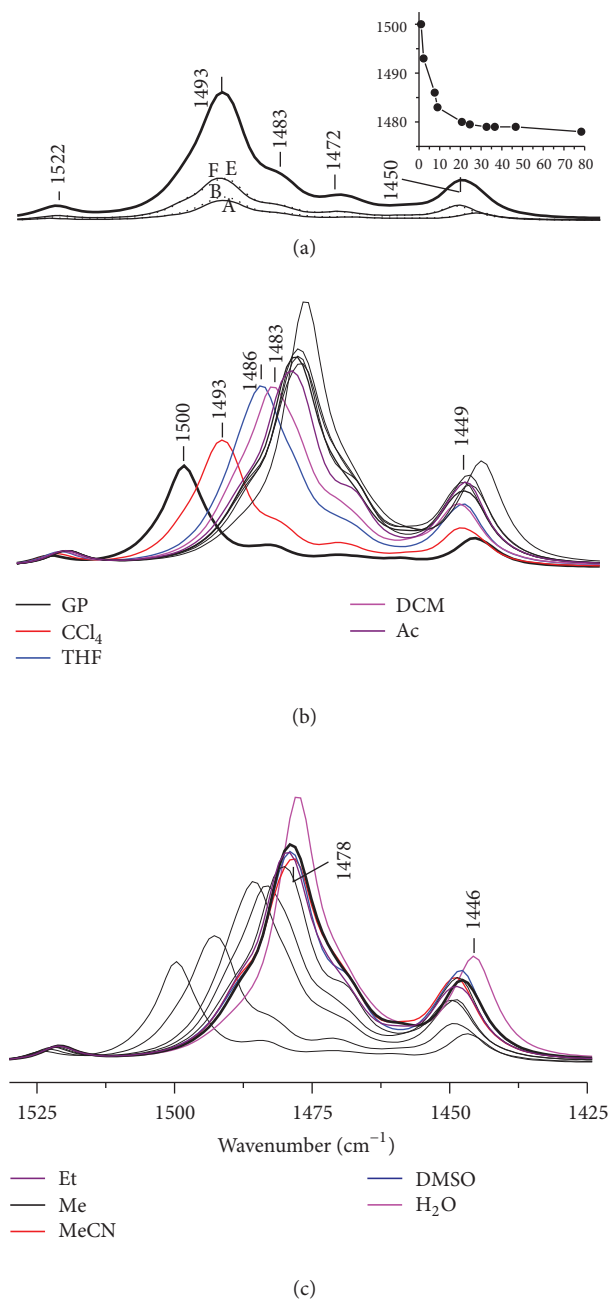 1500
1490
1480
0 10 20 30 40 50 60 70 80
1522
1493
1483
1472
1450
F E
B
A
(a)
1500
1493
1486
1483
1449
GP
CCl4
THF
DCM
Ac
(b)
1478
1446
1525 1500 1475 1450 1425
Wavenumber (cm−1)
Et
Me
MeCN
DMSO
H2O
(c)